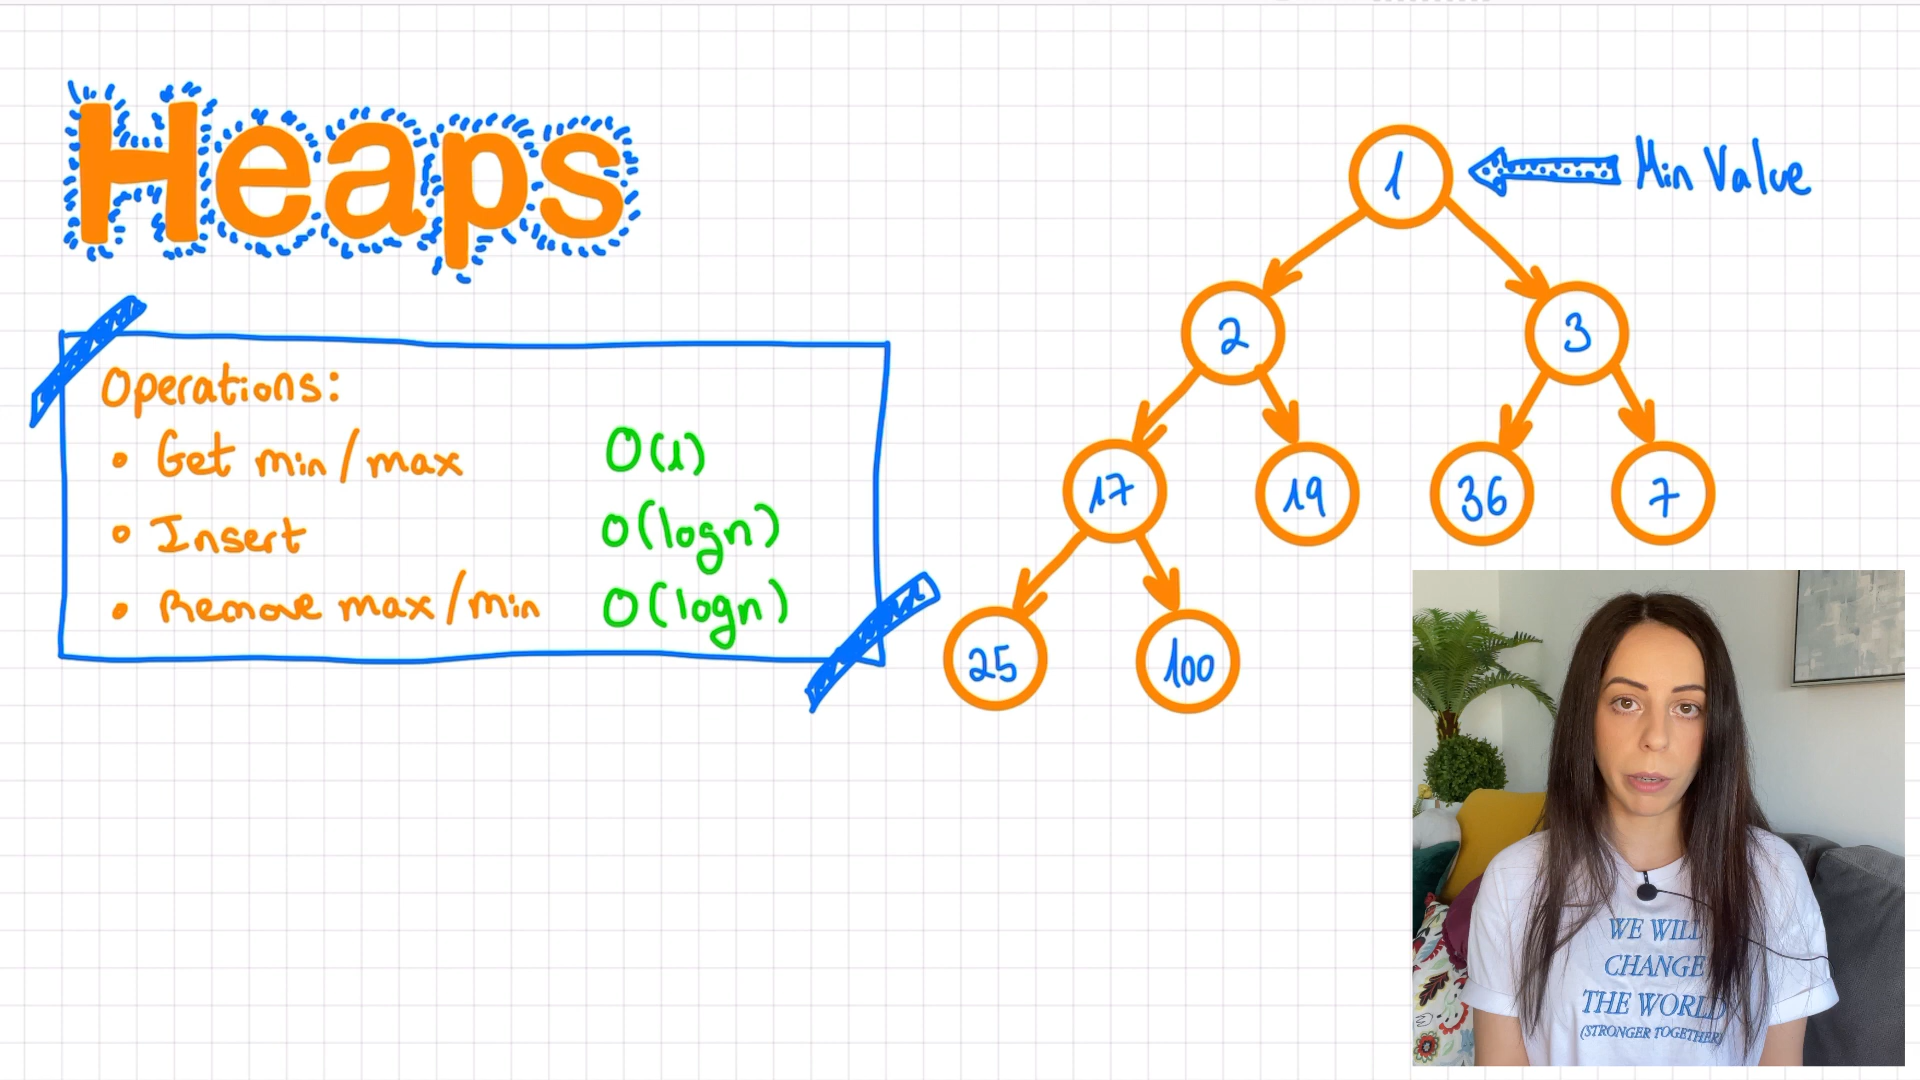 Heaps
Operations:
• Get min/max O(1)
• Insert O(logn)
• Remove max/min O(logn)
1
Min Value
2 3
17 19 36 7
25 100
WE WILL
CHANGE
THE WORLD
(STRONGER TOGETHER)